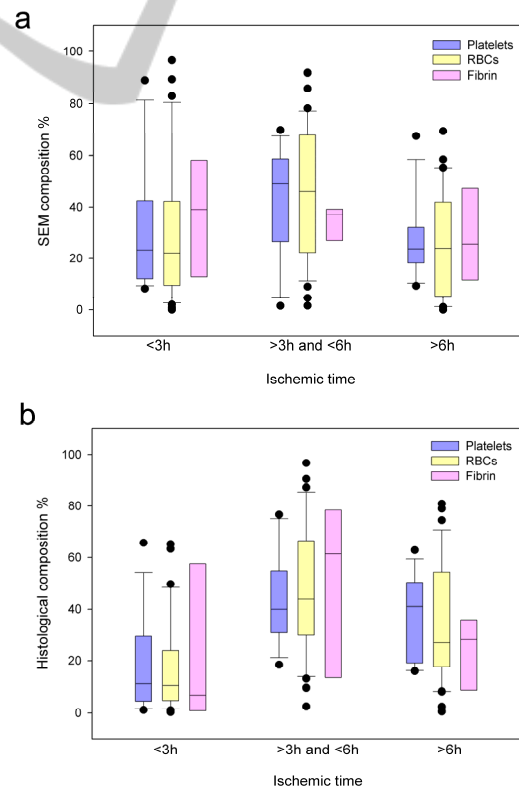 a
Platelets
RBCs
Fibrin
100
80
60
40
20
0
SEM composition %
<3h
>3h and <6h
>6h
Ischemic time
b
Platelets
RBCs
Fibrin
100
80
60
40
20
0
Histological composition %
<3h
>3h and <6h
>6h
Ischemic time